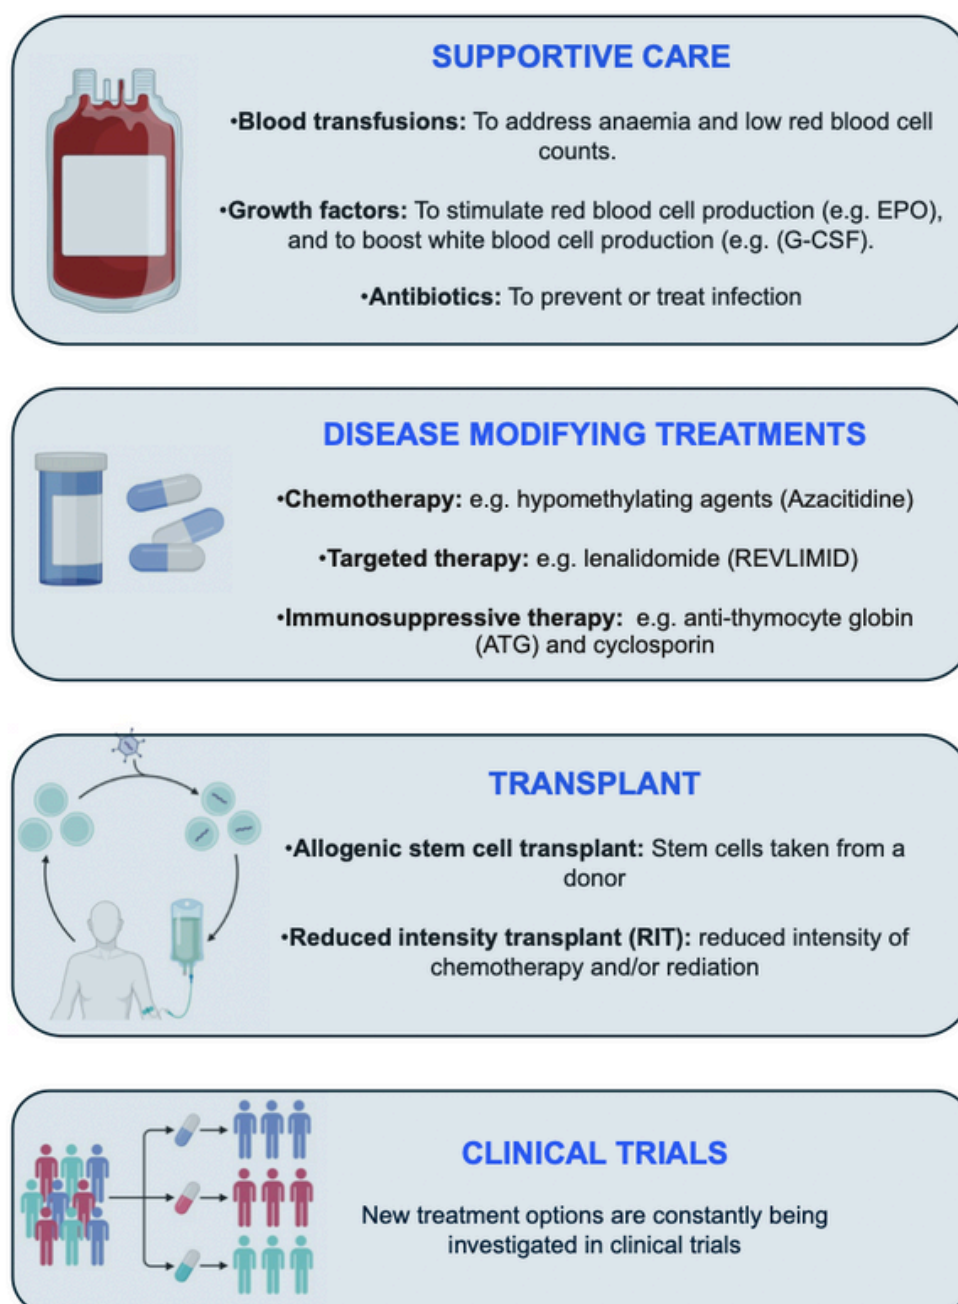 SUPPORTIVE CARE
•Blood transfusions: To address anaemia and low red blood cell
counts.
•Growth factors: To stimulate red blood cell production (e.g. EPO),
and to boost white blood cell production (e.g. (G-CSF).
•Antibiotics: To prevent or treat infection
DISEASE MODIFYING TREATMENTS
•Chemotherapy: e.g. hypomethylating agents (Azacitidine)
•Targeted therapy: e.g. lenalidomide (REVLIMID)
•Immunosuppressive therapy:  e.g. anti-thymocyte globin
(ATG) and cyclosporin
TRANSPLANT
•Allogenic stem cell transplant: Stem cells taken from a
donor
•Reduced intensity transplant (RIT): reduced intensity of
chemotherapy and/or rediation
CLINICAL TRIALS
New treatment options are constantly being
investigated in clinical trials